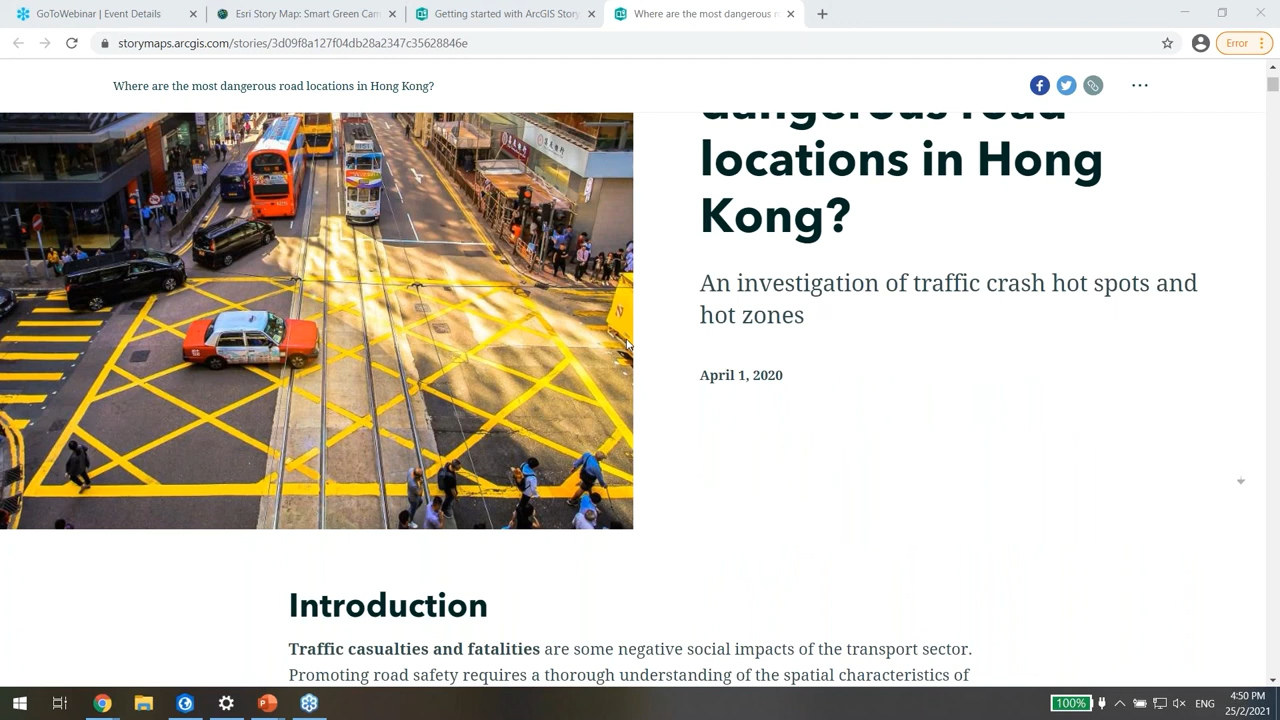 GoToWebinar | Event Details
Esri Story Map: Smart Green Cam
Getting started with ArcGIS Story
Where are the most dangerous r
storymaps.arcgis.com/stories/3d09f8a127f04db28a2347c35628846e
Error
Where are the most dangerous road locations in Hong Kong?
dangerous road
locations in Hong
Kong?
An investigation of traffic crash hot spots and
hot zones
April 1, 2020
Introduction
Traffic casualties and fatalities are some negative social impacts of the transport sector.
Promoting road safety requires a thorough understanding of the spatial characteristics of
100%
ENG
4:50 PM
25/2/2021